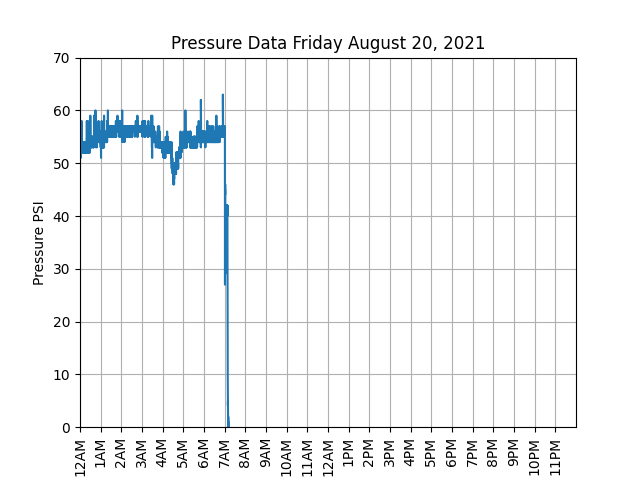 Pressure Data Friday August 20, 2021
70
60
50
40
30
20
10
0
Pressure PSI
12AM
1AM
2AM
3AM
4AM
5AM
6AM
7AM
8AM
9AM
10AM
11AM
12AM
1PM
2PM
3PM
4PM
5PM
6PM
7PM
8PM
9PM
10PM
11PM